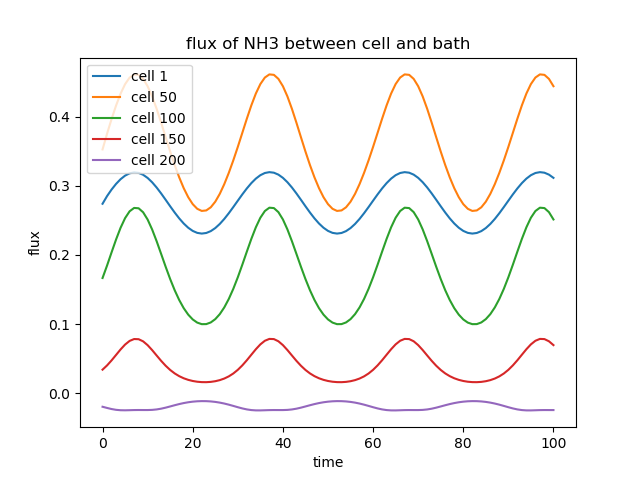 flux of NH3 between cell and bath
cell 1
cell 50
cell 100
cell 150
cell 200
flux
0.4
0.3
0.2
0.1
0.0
0 20 40 60 80 100
time